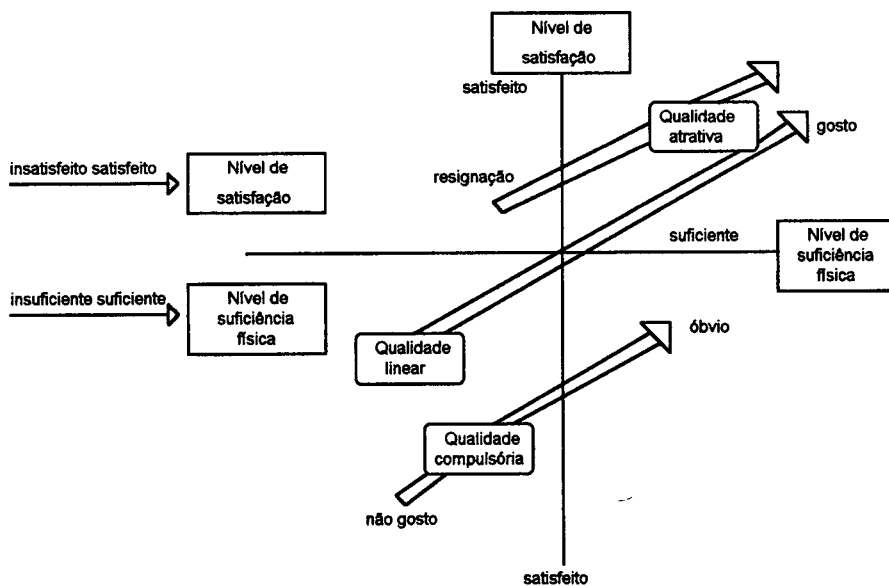 Nível de
satisfação
satisfeito
Qualidade
atrativa
gosto
insatisfeito satisfeito
Nível de
satisfação
resignação
suficiente
Nível de
suficiência
física
insuficiente suficiente
Nível de
suficiência
física
óbvio
Qualidade
linear
Qualidade
compulsória
não gosto
satisfeito